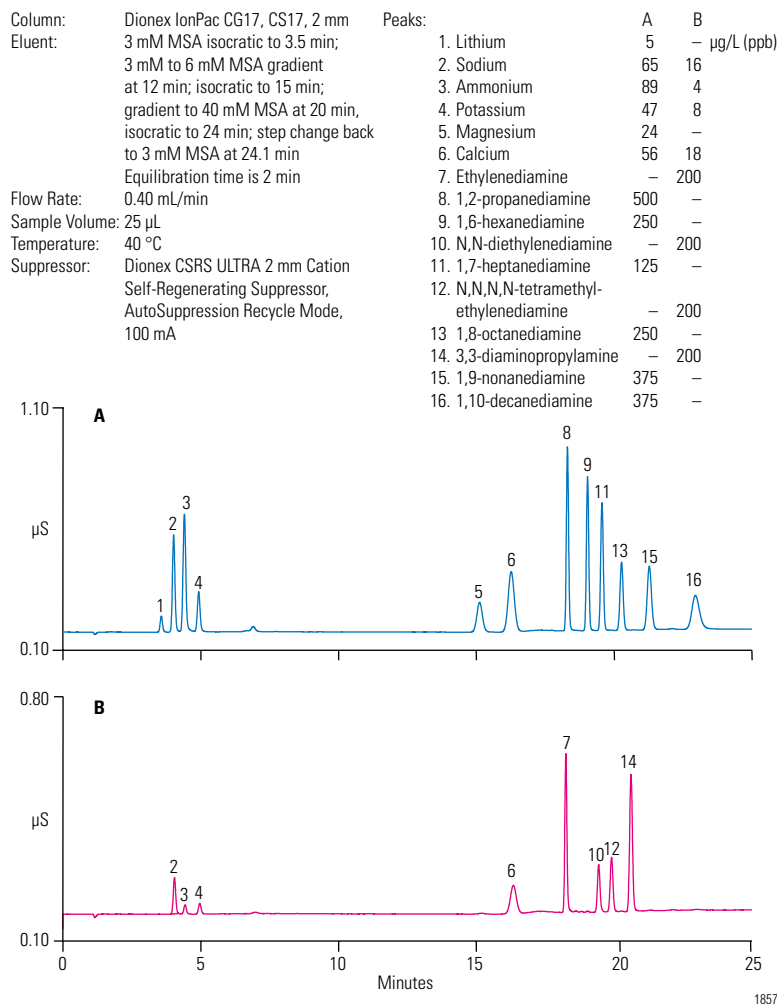 Column: Dionex IonPac CG17, CS17, 2 mm
Eluent: 3 mM MSA isocratic to 3.5 min;
3 mM to 6 mM MSA gradient
at 12 min; isocratic to 15 min;
gradient to 40 mM MSA at 20 min,
isocratic to 24 min; step change back
to 3 mM MSA at 24.1 min
Equilibration time is 2 min
Flow Rate: 0.40 mL/min
Sample Volume: 25 µL
Temperature: 40 °C
Suppressor: Dionex CSRS ULTRA 2 mm Cation
Self-Regenerating Suppressor,
AutoSuppression Recycle Mode,
100 mA
Peaks: A B
1. Lithium 5 – µg/L (ppb)
2. Sodium 65 16
3. Ammonium 89 4
4. Potassium 47 8
5. Magnesium 24 –
6. Calcium 56 18
7. Ethylenediamine – 200
8. 1,2-propanediamine 500 –
9. 1,6-hexanediamine 250 –
10. N,N-diethylenediamine – 200
11. 1,7-heptanediamine 125 –
12. N,N,N,N-tetramethyl-
ethylenediamine – 200
13 1,8-octanediamine 250 –
14. 3,3-diaminopropylamine – 200
15. 1,9-nonanediamine 375 –
16. 1,10-decanediamine 375 –
1.10
A
µS
0.10
1
2
3
4
5
6
8
9
11
13
15
16
0.80
B
µS
0.10
2
3
4
6
7
10
12
14
0 5 10 15 20 25
Minutes
1857